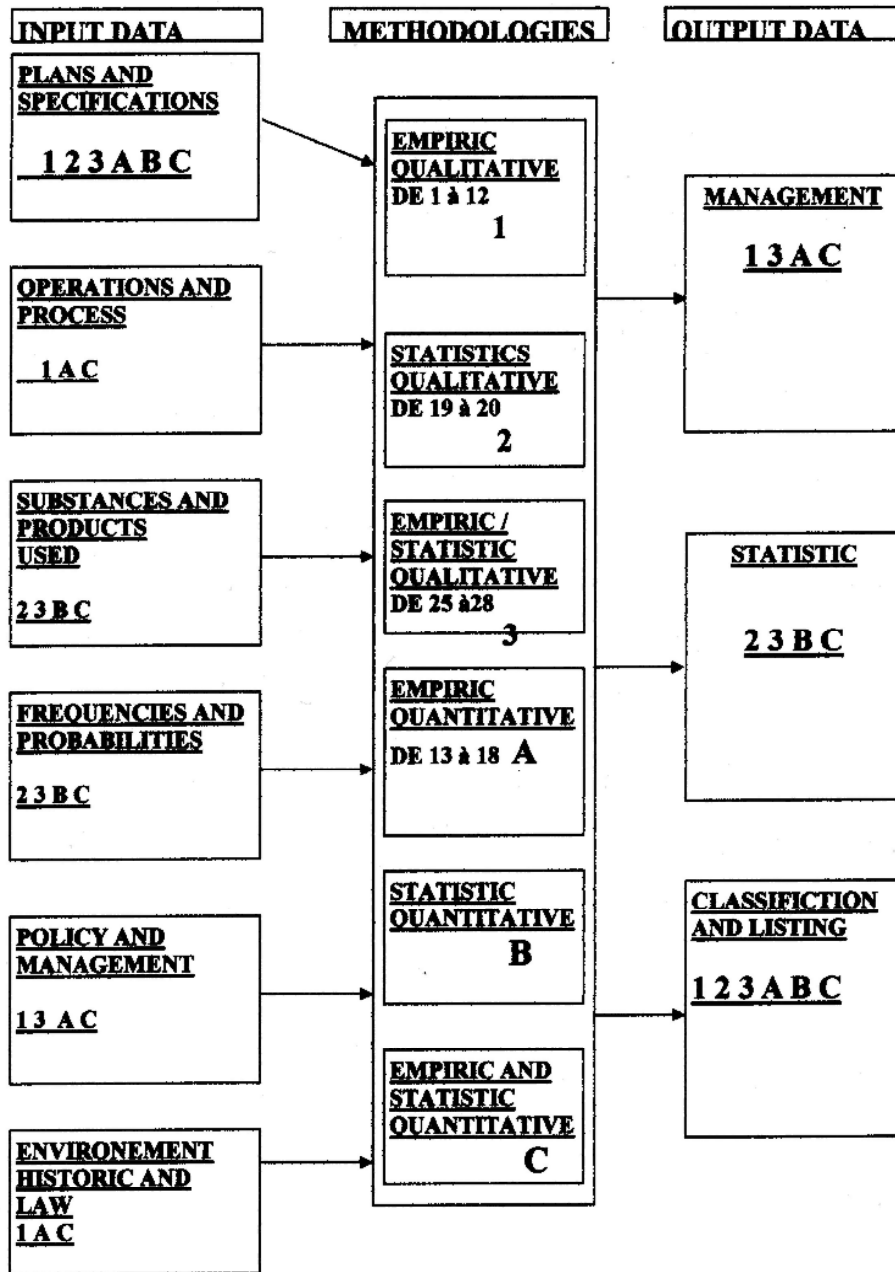 INPUT DATA
METHODOLOGIES
OUTPUT DATA
PLANS AND
SPECIFICATIONS
1 2 3 A B C
OPERATIONS AND
PROCESS
1 A C
SUBSTANCES AND
PRODUCTS
USED
2 3 B C
FREQUENCIES AND
PROBABILITIES
2 3 B C
POLICY AND
MANAGEMENT
1 3 A C
ENVIRONEMENT
HISTORIC AND
LAW
1 A C
EMPIRIC
QUALITATIVE
DE 1 à 12
1
STATISTICS
QUALITATIVE
DE 19 à 20
2
EMPIRIC /
STATISTIC
QUALITATIVE
DE 25 à28
3
EMPIRIC
QUANTITATIVE
DE 13 à 18 A
STATISTIC
QUANTITATIVE
B
EMPIRIC AND
STATISTIC
QUANTITATIVE
C
MANAGEMENT
1 3 A C
STATISTIC
2 3 B C
CLASSIFICTION
AND LISTING
1 2 3 A B C